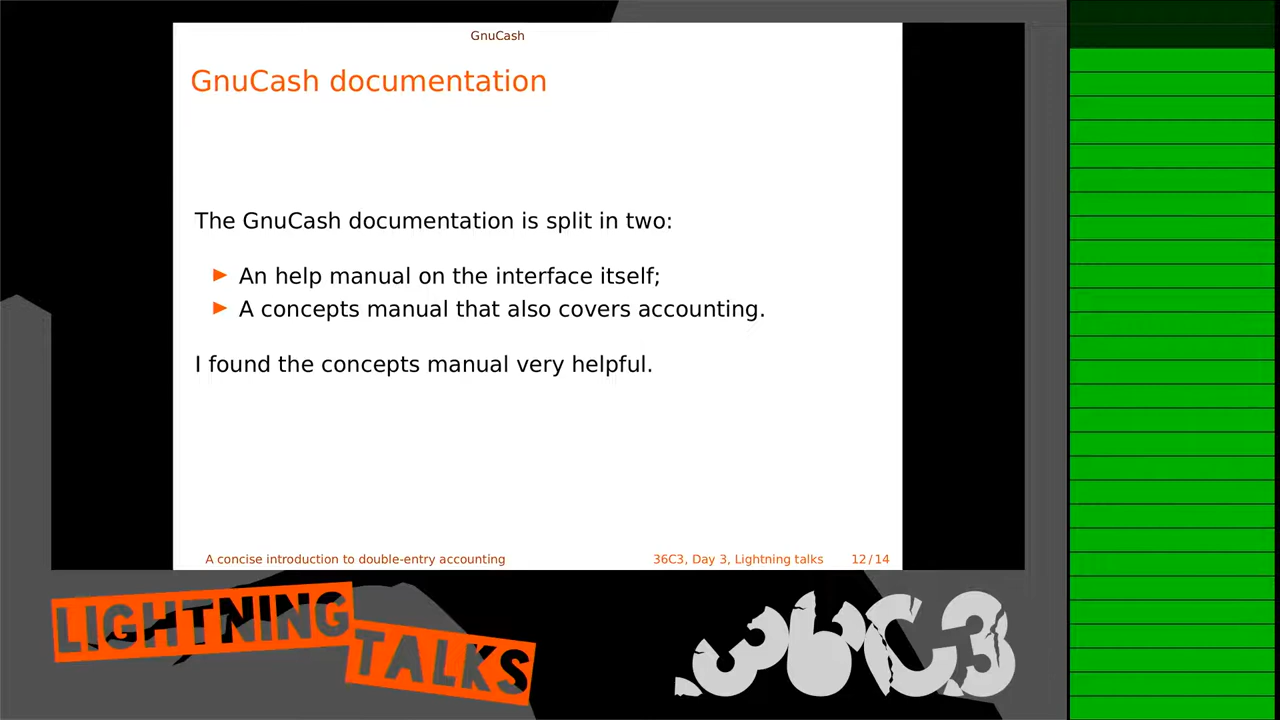 GnuCash
GnuCash documentation
The GnuCash documentation is split in two:
An help manual on the interface itself;
A concepts manual that also covers accounting.
I found the concepts manual very helpful.
A concise introduction to double-entry accounting
36C3, Day 3, Lightning talks
12/14
LIGHTNING
TALKS
36C3